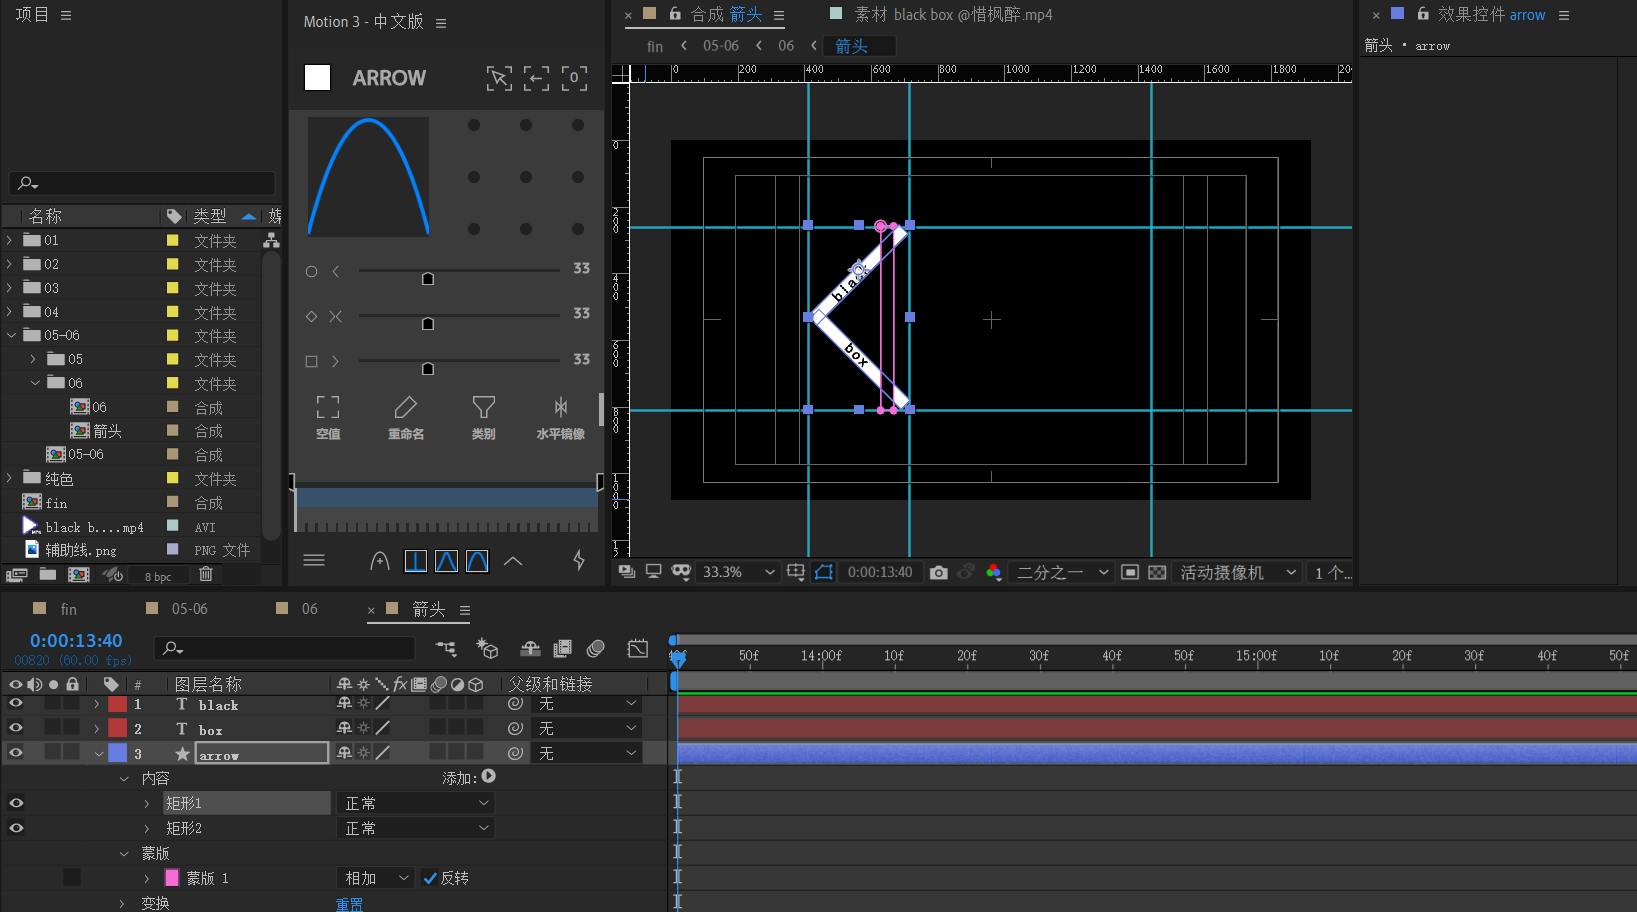 项目
Motion 3 - 中文版
合成 箭头
素材 black box @惜枫醉.mp4
效果控件 arrow
fin
05-06
06
箭头
箭头 • arrow
ARROW
0
0 200 400 600 800 1000 1200 1400 1600 1800
名称
类型
媒
01 文件夹
02 文件夹
03 文件夹
04 文件夹
05-06 文件夹
05 文件夹
06 文件夹
06 合成
箭头 合成
05-06 合成
纯色 文件夹
fin 合成
black b....mp4 AVI
辅助线.png PNG 文件
8 bpc
33
33
33
空值
重命名
类别
水平镜像
0
200
400
600
800
1000
black
box
33.3%
0:00:13:40
二分之一
活动摄像机
1 个...
fin
05-06
06
箭头
0:00:13:40
00820 (60.00 fps)
50f 14:00f 10f 20f 30f 40f 50f 15:00f 10f 20f 30f 40f 50f
#
图层名称
fx
父级和链接
1 T black 无
2 T box 无
3 arrow 无
内容
添加:
矩形1 正常
矩形2 正常
蒙版
蒙版 1 相加 反转
变换 重置